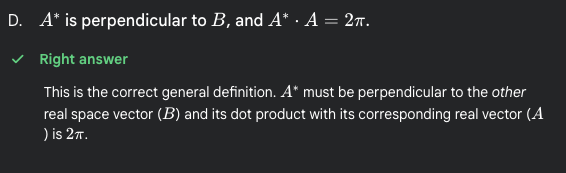 D. A* is perpendicular to B, and A* · A = 2π.
✓ Right answer
This is the correct general definition. A* must be perpendicular to the other
real space vector (B) and its dot product with its corresponding real vector (A
) is 2π.